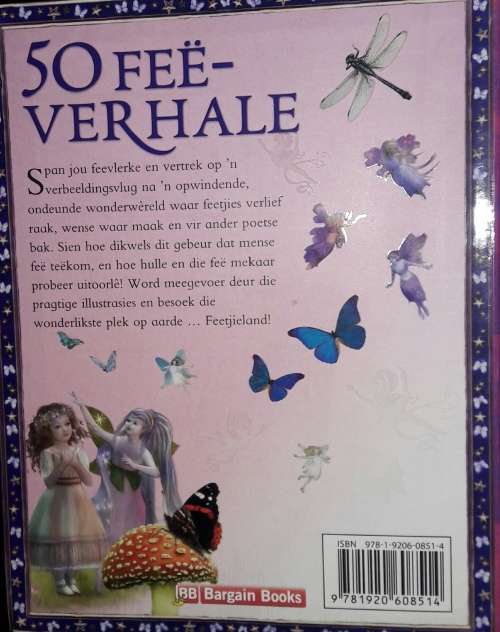 50 FEË-
VERHALE
Span jou feevlerke en vertrek op 'n
verbeeldingsvlug na 'n opwindende,
ondeunde wonderwêreld waar feetjies verlief
raak, wense waar maak en vir ander poetse
bak. Sien hoe dikwels dit gebeur dat mense
feë teëkom, en hoe hulle en die feë mekaar
probeer uitoorlê! Word meegevoer deur die
pragtige illustrasies en besoek die
wonderlikste plek op aarde ... Feetjieland!
ISBN 978-1-9206-0851-4
BB Bargain Books
9 781920 608514